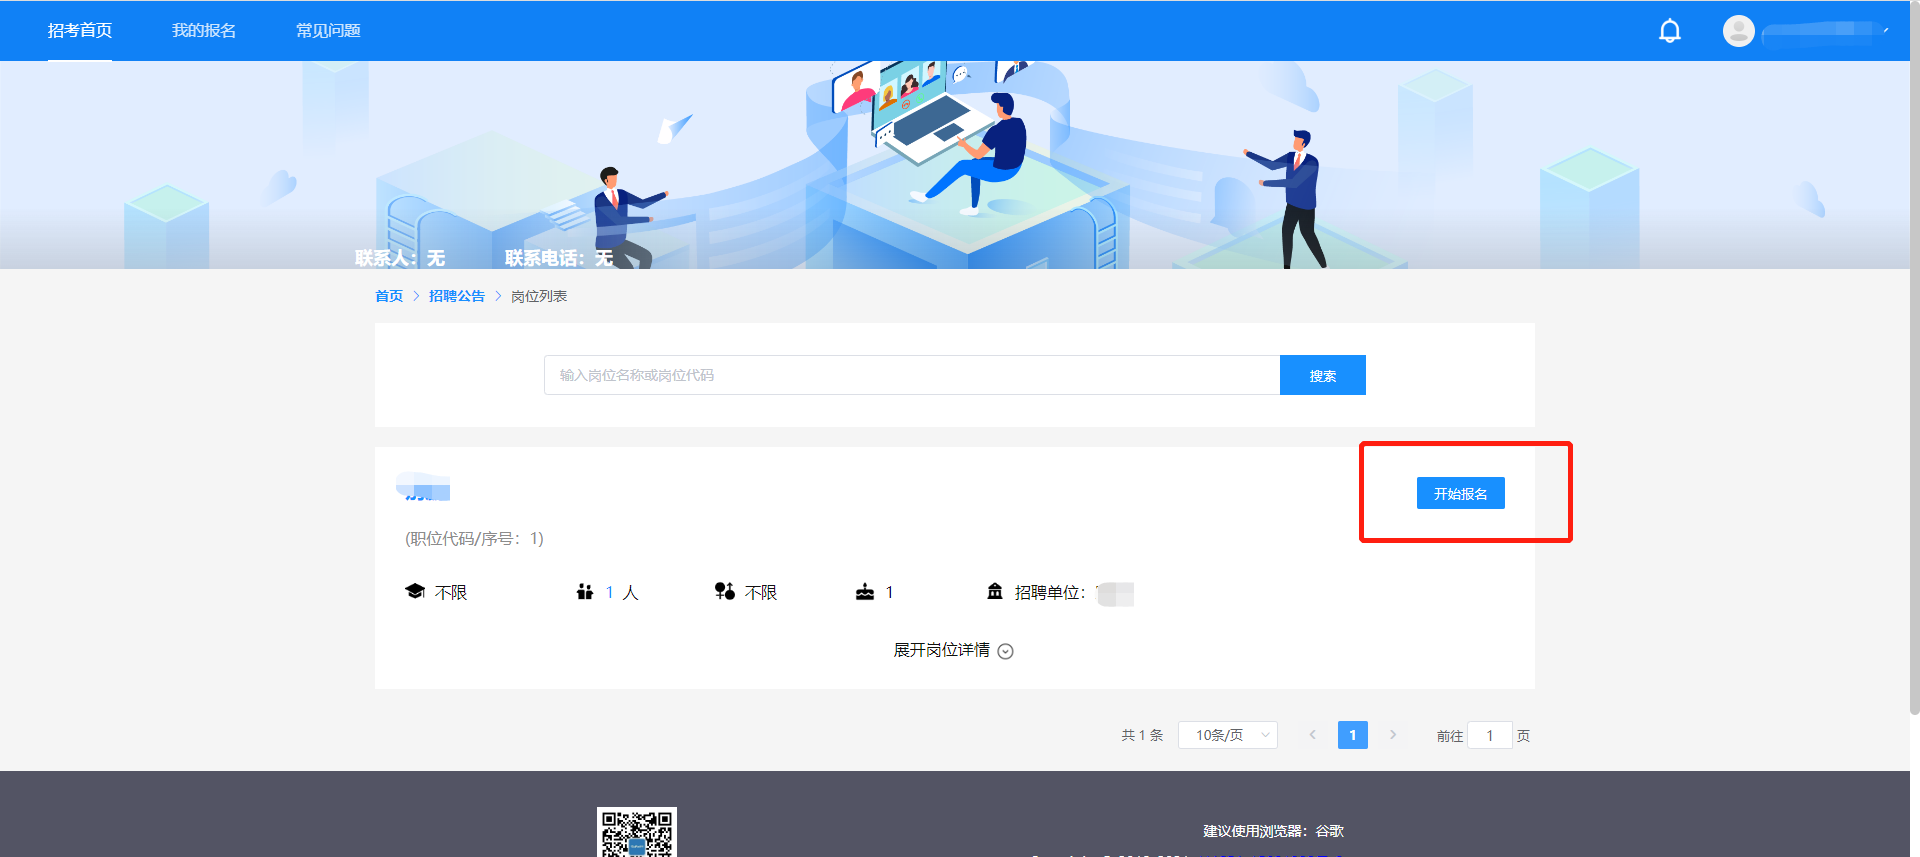 招考首页 我的报名 常见问题
联系人：无 联系电话：无
首页 > 招聘公告 > 岗位列表
输入岗位名称或岗位代码 搜索
开始报名
(职位代码/序号：1)
不限 1 人 不限 1 招聘单位：
展开岗位详情
共 1 条 10条/页 1 前往 1 页
建议使用浏览器：谷歌